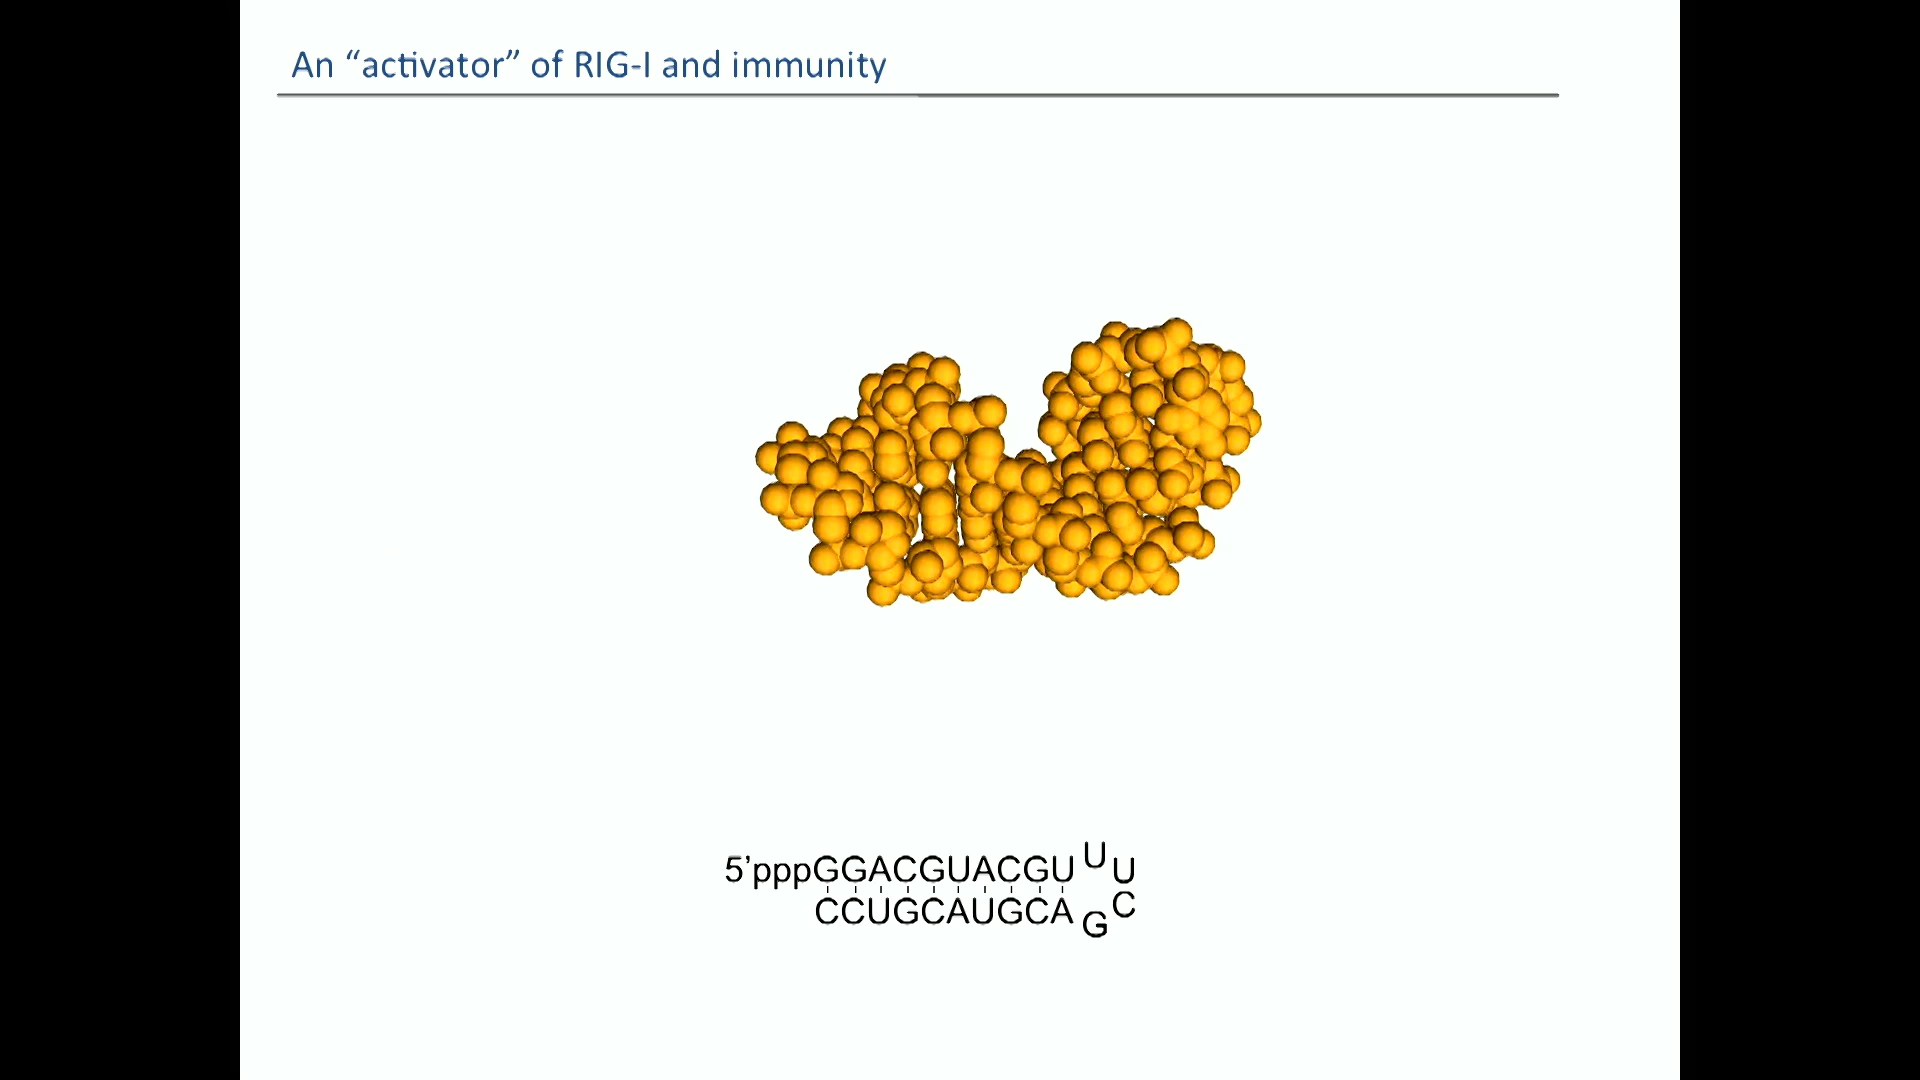 An “activator” of RIG-I and immunity
5’pppGGACGUACGU U U
CCUGCAUGCA G C